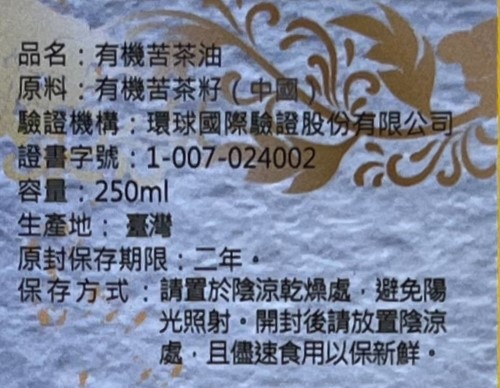 品名：有機苦茶油
原料：有機苦茶籽（中國）
驗證機構：環球國際驗證股份有限公司
證書字號：1-007-024002
容量：250ml
生產地：臺灣
原封保存期限：二年。
保存方式：請置於陰涼乾燥處，避免陽
光照射。開封後請放置陰涼
處，且儘速食用以保新鮮。